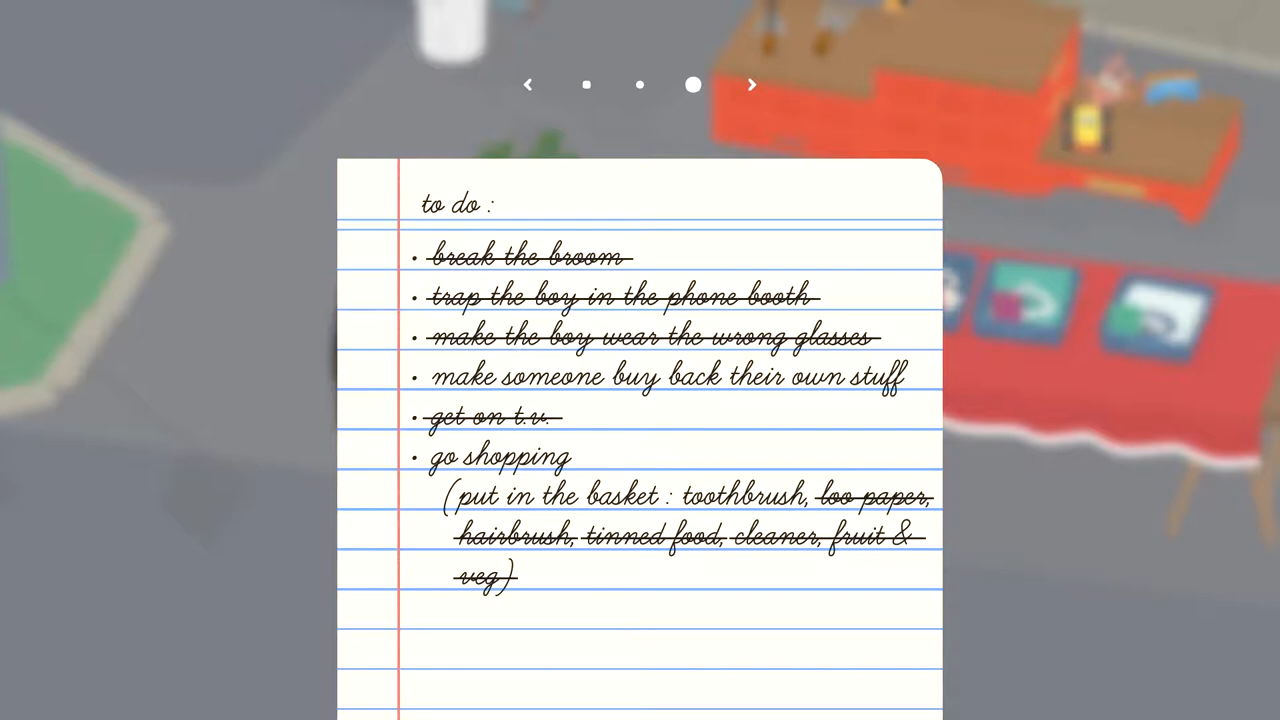 to do :
• break the broom
• trap the boy in the phone booth
• make the boy wear the wrong glasses
• make someone buy back their own stuff
• get on t.v.
• go shopping
(put in the basket : toothbrush, loo paper,
hairbrush, tinned food, cleaner, fruit &
veg)